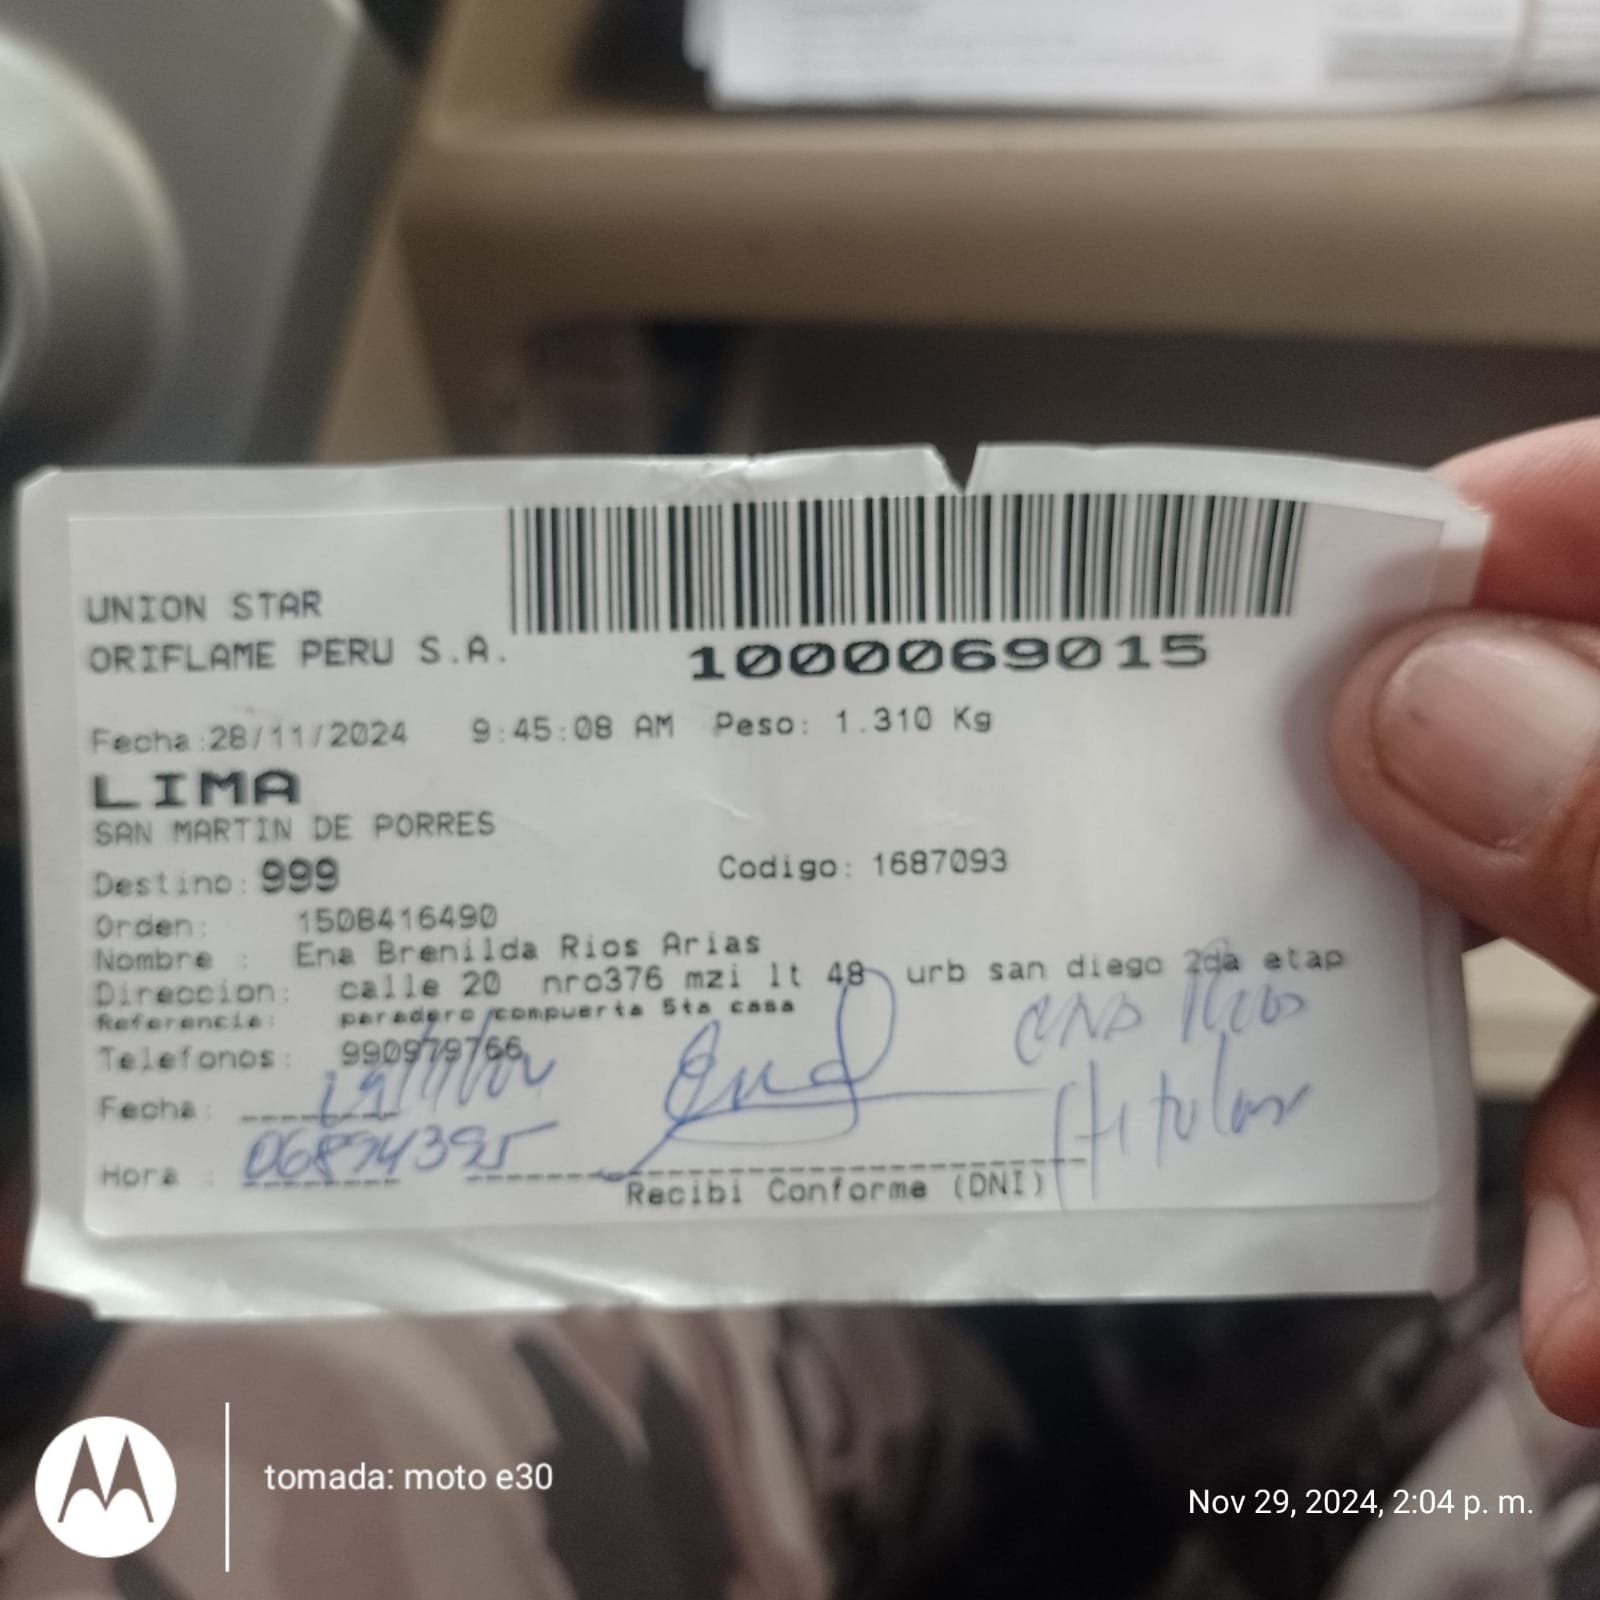 UNION STAR
ORIFLAME PERU S.A.
1000069015
Fecha:28/11/2024 9:45:08 AM Peso: 1.310 Kg
LIMA
SAN MARTIN DE PORRES
Destino: 999 Codigo: 1687093
Orden: 1508416490
Nombre : Ena Brenilda Rios Arias
Direccion: calle 20 nro376 mzi lt 48 urb san diego 2da etap
Referencia: paradero compuerta 5ta casa
Telefonos: 990979766
Rios
Fecha:
titular
Hora : 06894395
Recibi Conforme (DNI)
tomada: moto e30
Nov 29, 2024, 2:04 p. m.